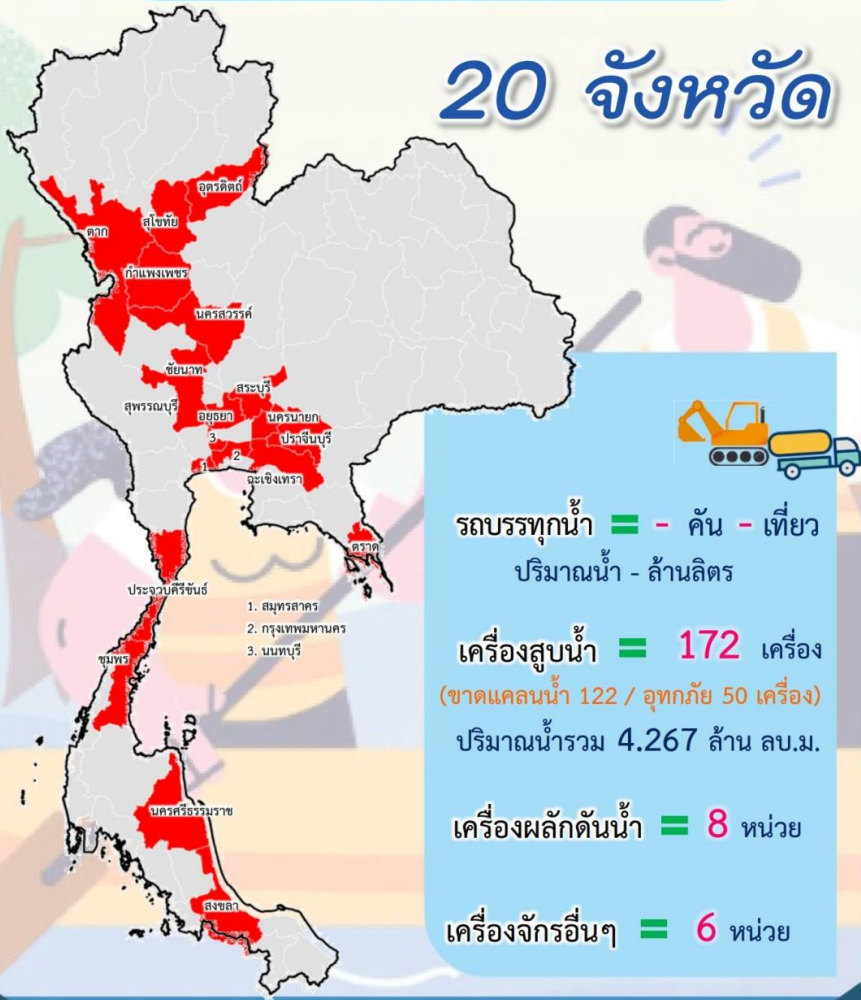 20 จังหวัด
อุตรดิตถ์
สุโขทัย
ตาก
กำแพงเพชร
นครสวรรค์
ชัยนาท
สระบุรี
สุพรรณบุรี
อยุธยา
นครนายก
3
ปราจีนบุรี
2
1
ฉะเชิงเทรา
ตราด
ประจวบคีรีขันธ์
1. สมุทรสาคร
2. กรุงเทพมหานคร
3. นนทบุรี
ชุมพร
นครศรีธรรมราช
สงขลา
รถบรรทุกน้ำ = - คัน - เที่ยว
ปริมาณน้ำ - ล้านลิตร
เครื่องสูบน้ำ = 172 เครื่อง
(ขาดแคลนน้ำ 122 / อุทกภัย 50 เครื่อง)
ปริมาณน้ำรวม 4.267 ล้าน ลบ.ม.
เครื่องผลักดันน้ำ = 8 หน่วย
เครื่องจักรอื่นๆ = 6 หน่วย